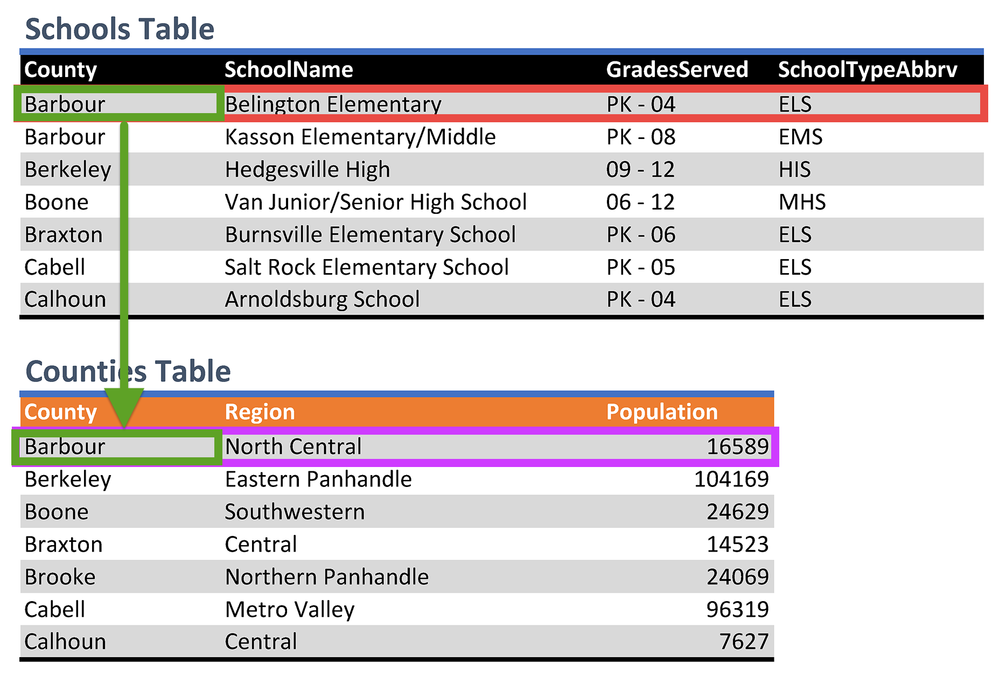 Schools Table
County SchoolName GradesServed SchoolTypeAbbrv
Barbour Belington Elementary PK - 04 ELS
Barbour Kasson Elementary/Middle PK - 08 EMS
Berkeley Hedgesville High 09 - 12 HIS
Boone Van Junior/Senior High School 06 - 12 MHS
Braxton Burnsville Elementary School PK - 06 ELS
Cabell Salt Rock Elementary School PK - 05 ELS
Calhoun Arnoldsburg School PK - 04 ELS
Counties Table
County Region Population
Barbour North Central 16589
Berkeley Eastern Panhandle 104169
Boone Southwestern 24629
Braxton Central 14523
Brooke Northern Panhandle 24069
Cabell Metro Valley 96319
Calhoun Central 7627